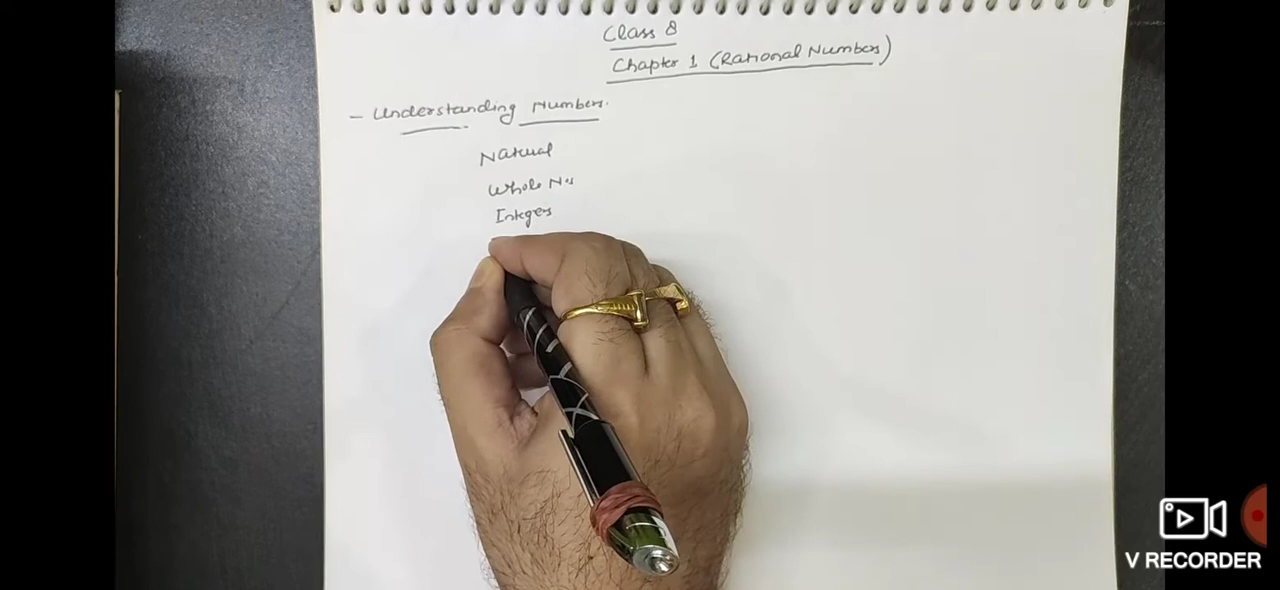 Class 8
Chapter 1 (Rational Numbers)
- Understanding Numbers.
Natural
Whole No.s
Integers
V RECORDER